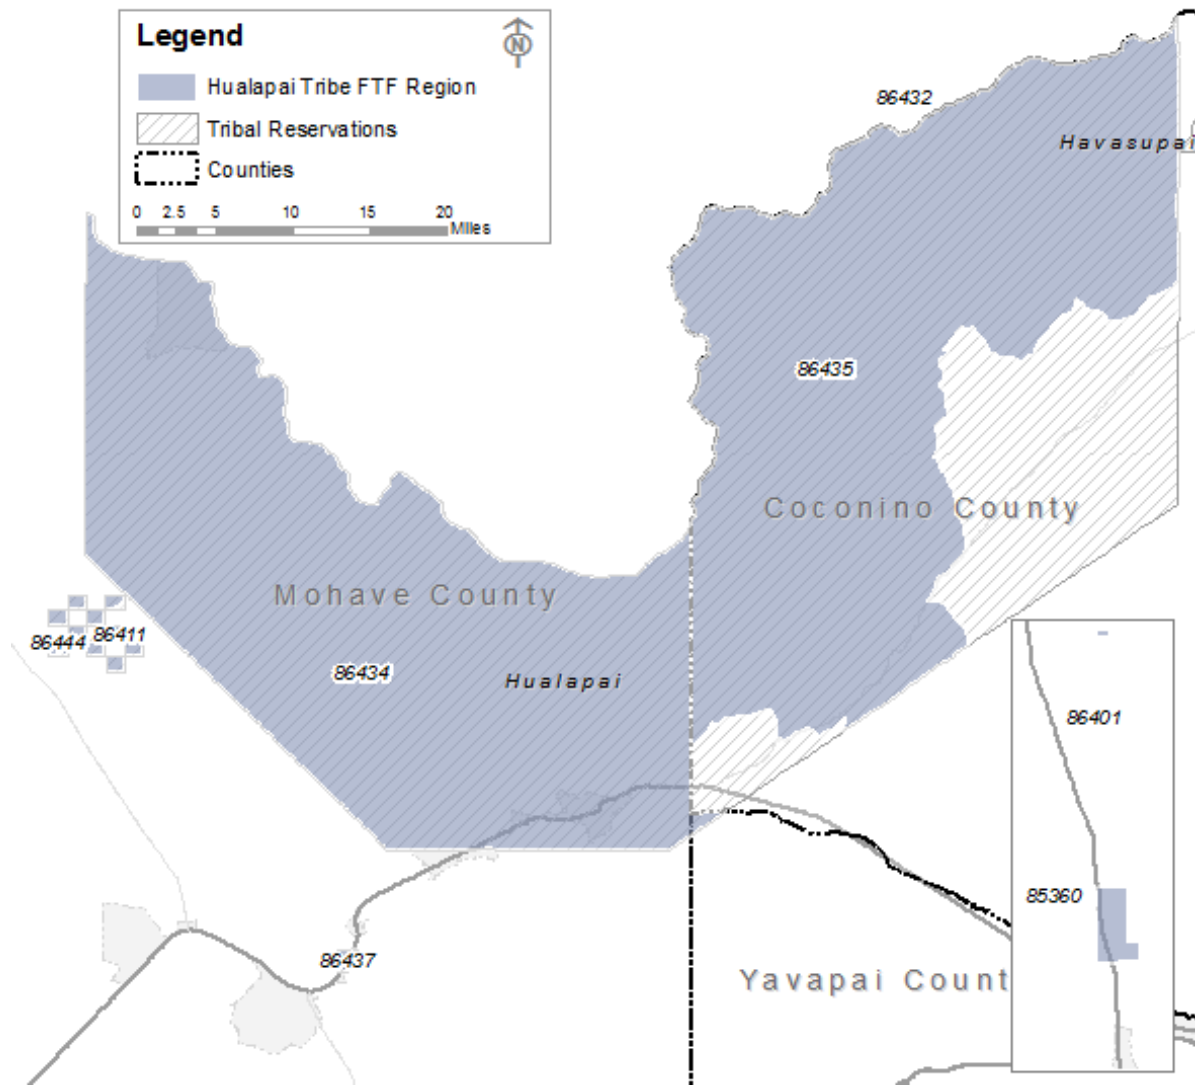 Legend
N
Hualapai Tribe FTF Region
Tribal Reservations
Counties
0 2.5 5 10 15 20
Miles
86432
Havasupai
86435
Coconino County
Mohave County
86444
86411
86434
Hualapai
86401
85360
86437
Yavapai Count